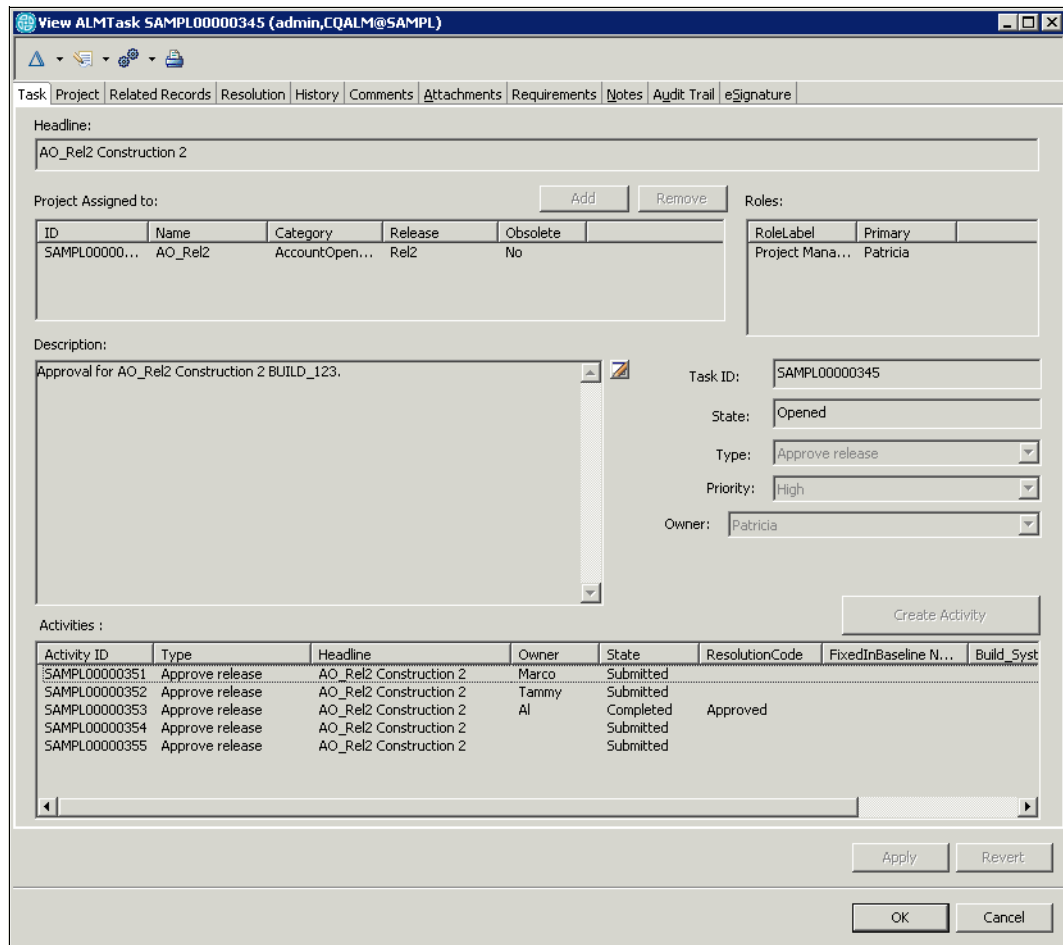 View ALMTask SAMPL00000345 (admin,CQALM@SAMPL)
Task Project Related Records Resolution History Comments Attachments Requirements Notes Audit Trail eSignature
Headline:
AO_Rel2 Construction 2
Project Assigned to: Add Remove Roles:
ID Name Category Release Obsolete RoleLabel Primary
SAMPL00000... AO_Rel2 AccountOpen... Rel2 No Project Mana... Patricia
Description:
Approval for AO_Rel2 Construction 2 BUILD_123.
Task ID: SAMPL00000345
State: Opened
Type: Approve release
Priority: High
Owner: Patricia
Create Activity
Activities :
Activity ID Type Headline Owner State ResolutionCode FixedInBaseline N... Build_Syst
SAMPL00000351 Approve release AO_Rel2 Construction 2 Marco Submitted
SAMPL00000352 Approve release AO_Rel2 Construction 2 Tammy Submitted
SAMPL00000353 Approve release AO_Rel2 Construction 2 Al Completed Approved
SAMPL00000354 Approve release AO_Rel2 Construction 2 Submitted
SAMPL00000355 Approve release AO_Rel2 Construction 2 Submitted
Apply Revert
OK Cancel